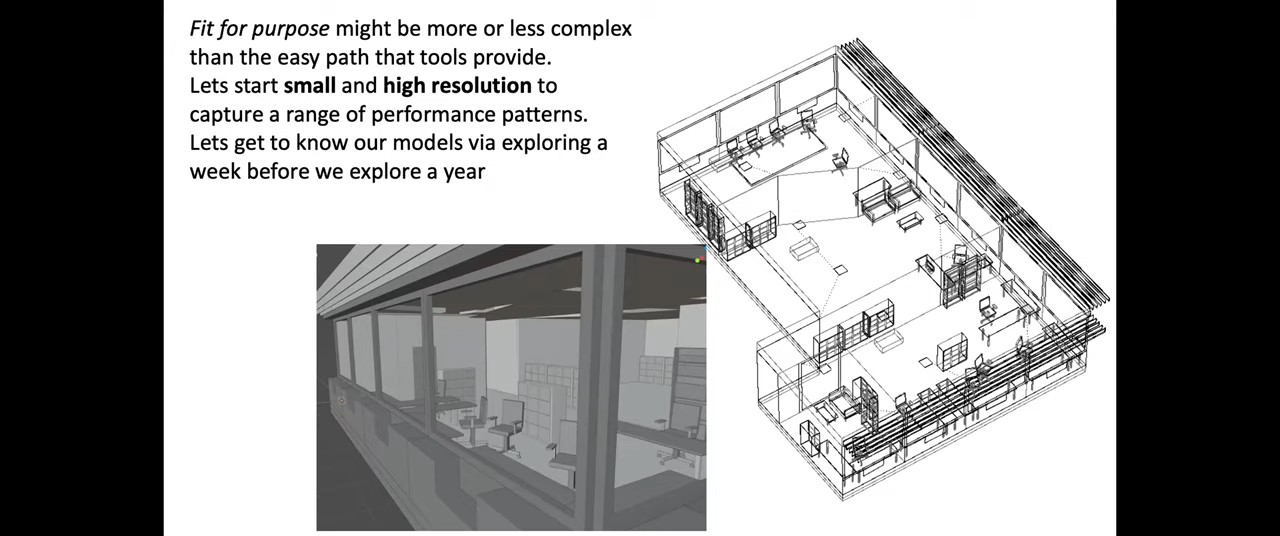 Fit for purpose might be more or less complex
than the easy path that tools provide.
Lets start small and high resolution to
capture a range of performance patterns.
Lets get to know our models via exploring a
week before we explore a year